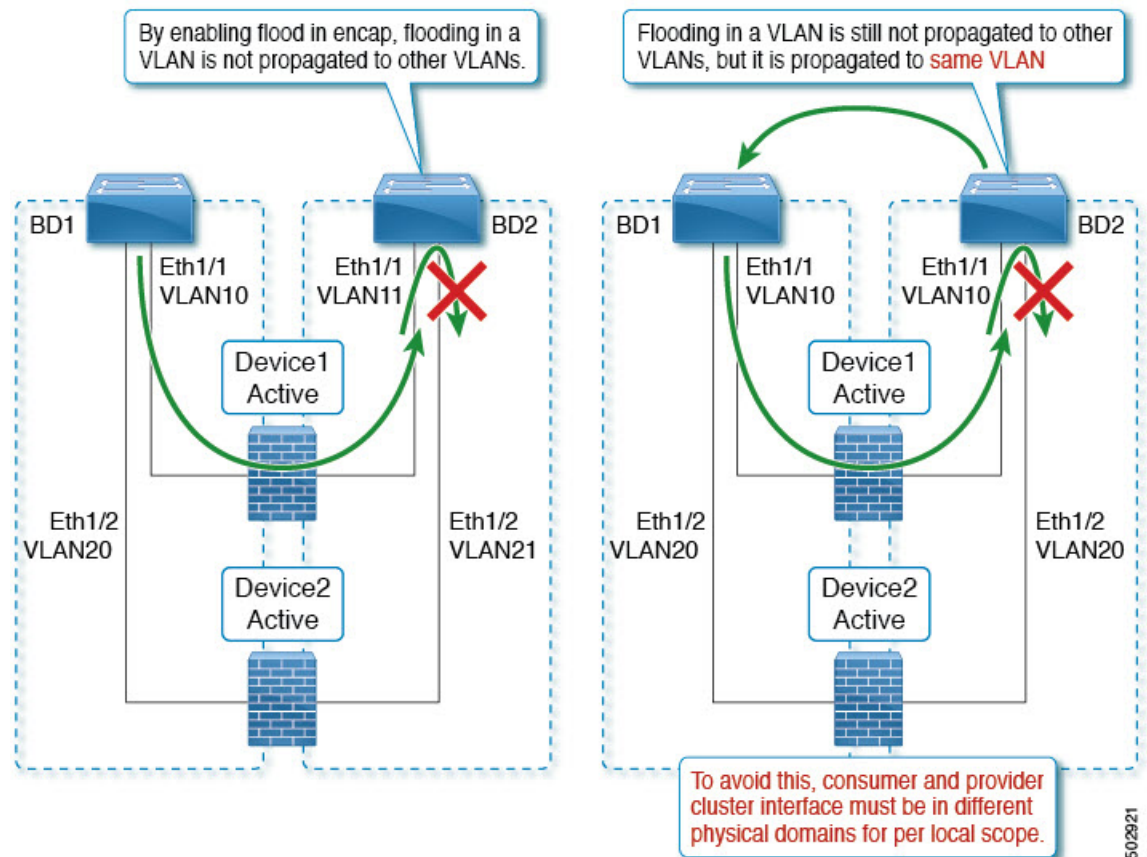 By enabling flood in encap, flooding in a
VLAN is not propagated to other VLANs.
BD1
BD2
Eth1/1
VLAN10
Eth1/1
VLAN11
Device1
Active
Eth1/2
VLAN20
Eth1/2
VLAN21
Device2
Active
Flooding in a VLAN is still not propagated to other
VLANs, but it is propagated to same VLAN
BD1
BD2
Eth1/1
VLAN10
Eth1/1
VLAN10
Device1
Active
Eth1/2
VLAN20
Eth1/2
VLAN20
Device2
Active
To avoid this, consumer and provider
cluster interface must be in different
physical domains for per local scope.
502921